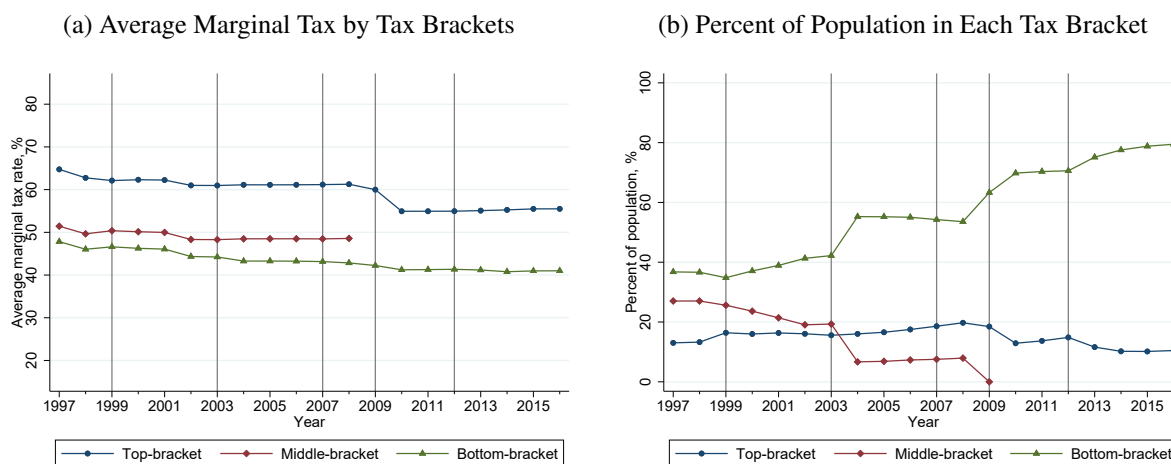 (a) Average Marginal Tax by Tax Brackets
Average marginal tax rate, %
80
70
60
50
40
30
20
1997 1999 2001 2003 2005 2007 2009 2011 2013 2015
Year
Top-bracket Middle-bracket Bottom-bracket
(b) Percent of Population in Each Tax Bracket
Percent of population, %
100
80
60
40
20
0
1997 1999 2001 2003 2005 2007 2009 2011 2013 2015
Year
Top-bracket Middle-bracket Bottom-bracket